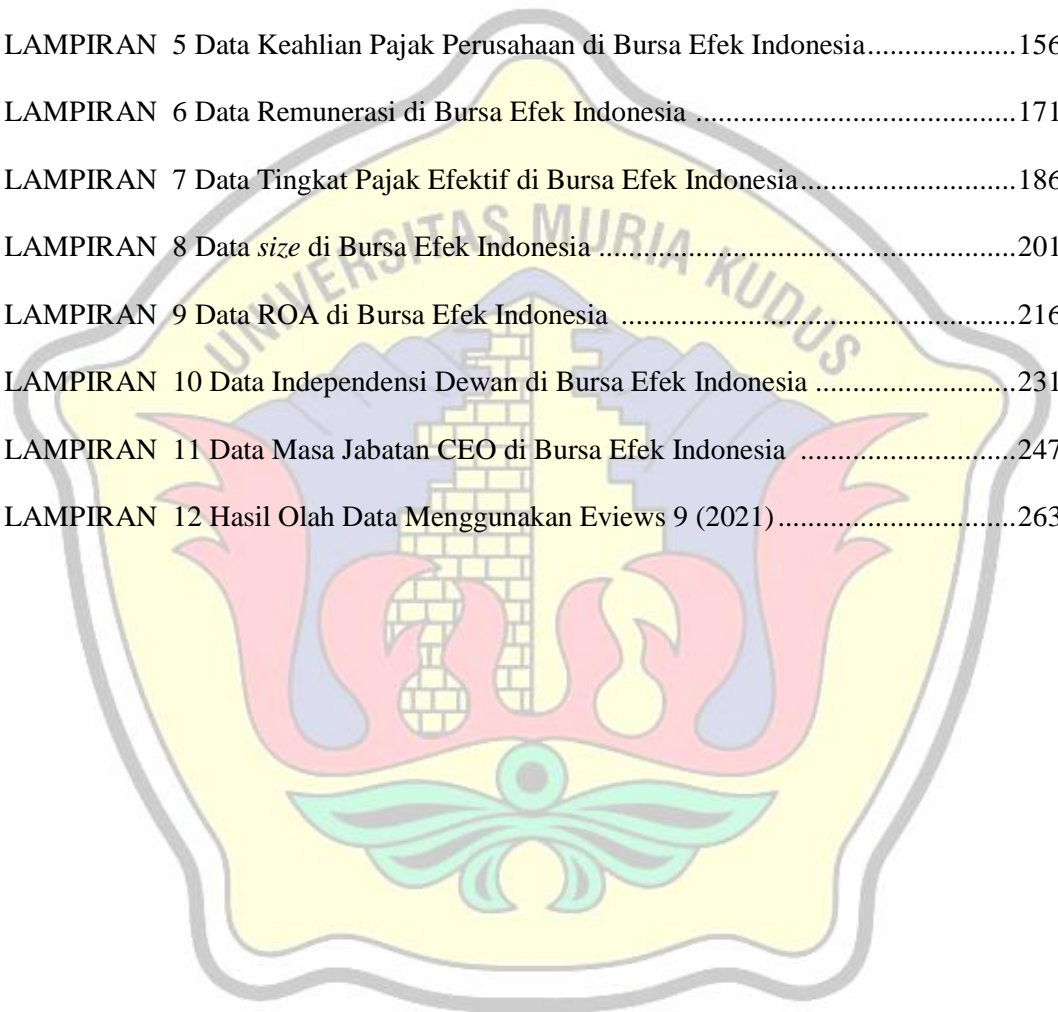 LAMPIRAN 5 Data Keahlian Pajak Perusahaan di Bursa Efek Indonesia....................156
LAMPIRAN 6 Data Remunerasi di Bursa Efek Indonesia ..........................................171
LAMPIRAN 7 Data Tingkat Pajak Efektif di Bursa Efek Indonesia............................186
LAMPIRAN 8 Data size di Bursa Efek Indonesia .......................................................201
LAMPIRAN 9 Data ROA di Bursa Efek Indonesia ....................................................216
LAMPIRAN 10 Data Independensi Dewan di Bursa Efek Indonesia ..........................231
LAMPIRAN 11 Data Masa Jabatan CEO di Bursa Efek Indonesia ............................247
LAMPIRAN 12 Hasil Olah Data Menggunakan Eviews 9 (2021)...............................263
UNIVERSITAS MURIA KUDUS